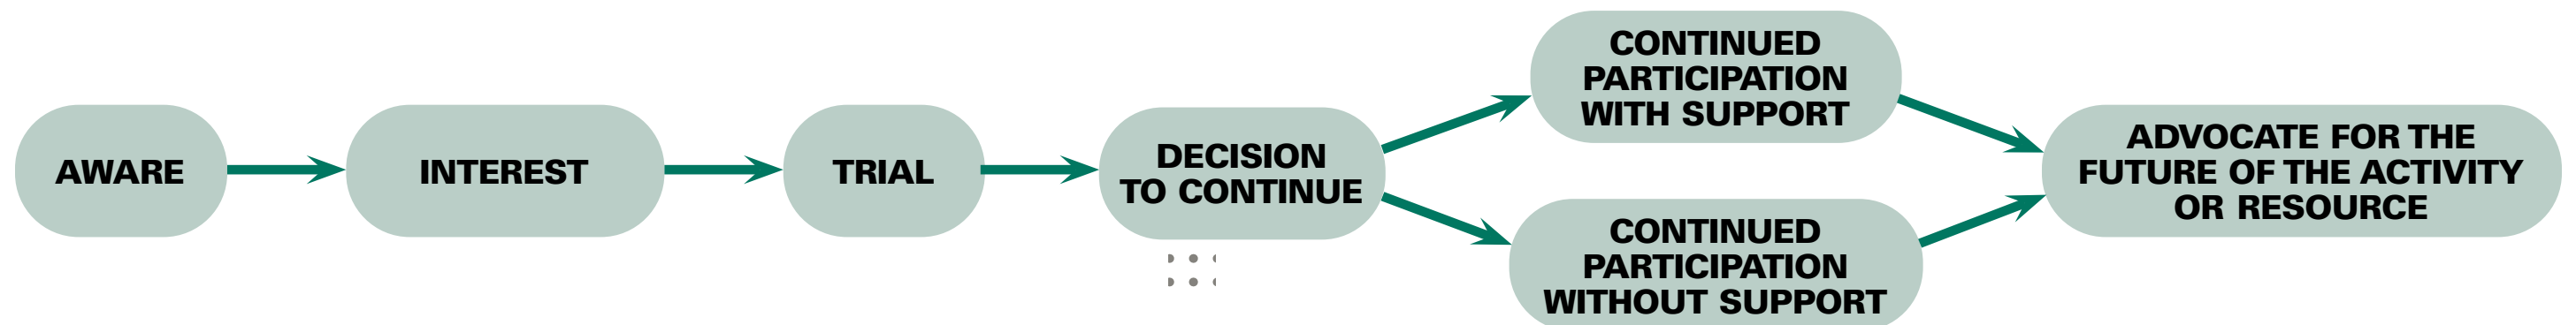 AWARE
INTEREST
TRIAL
DECISION
TO CONTINUE
CONTINUED
PARTICIPATION
WITH SUPPORT
CONTINUED
PARTICIPATION
WITHOUT SUPPORT
ADVOCATE FOR THE
FUTURE OF THE ACTIVITY
OR RESOURCE